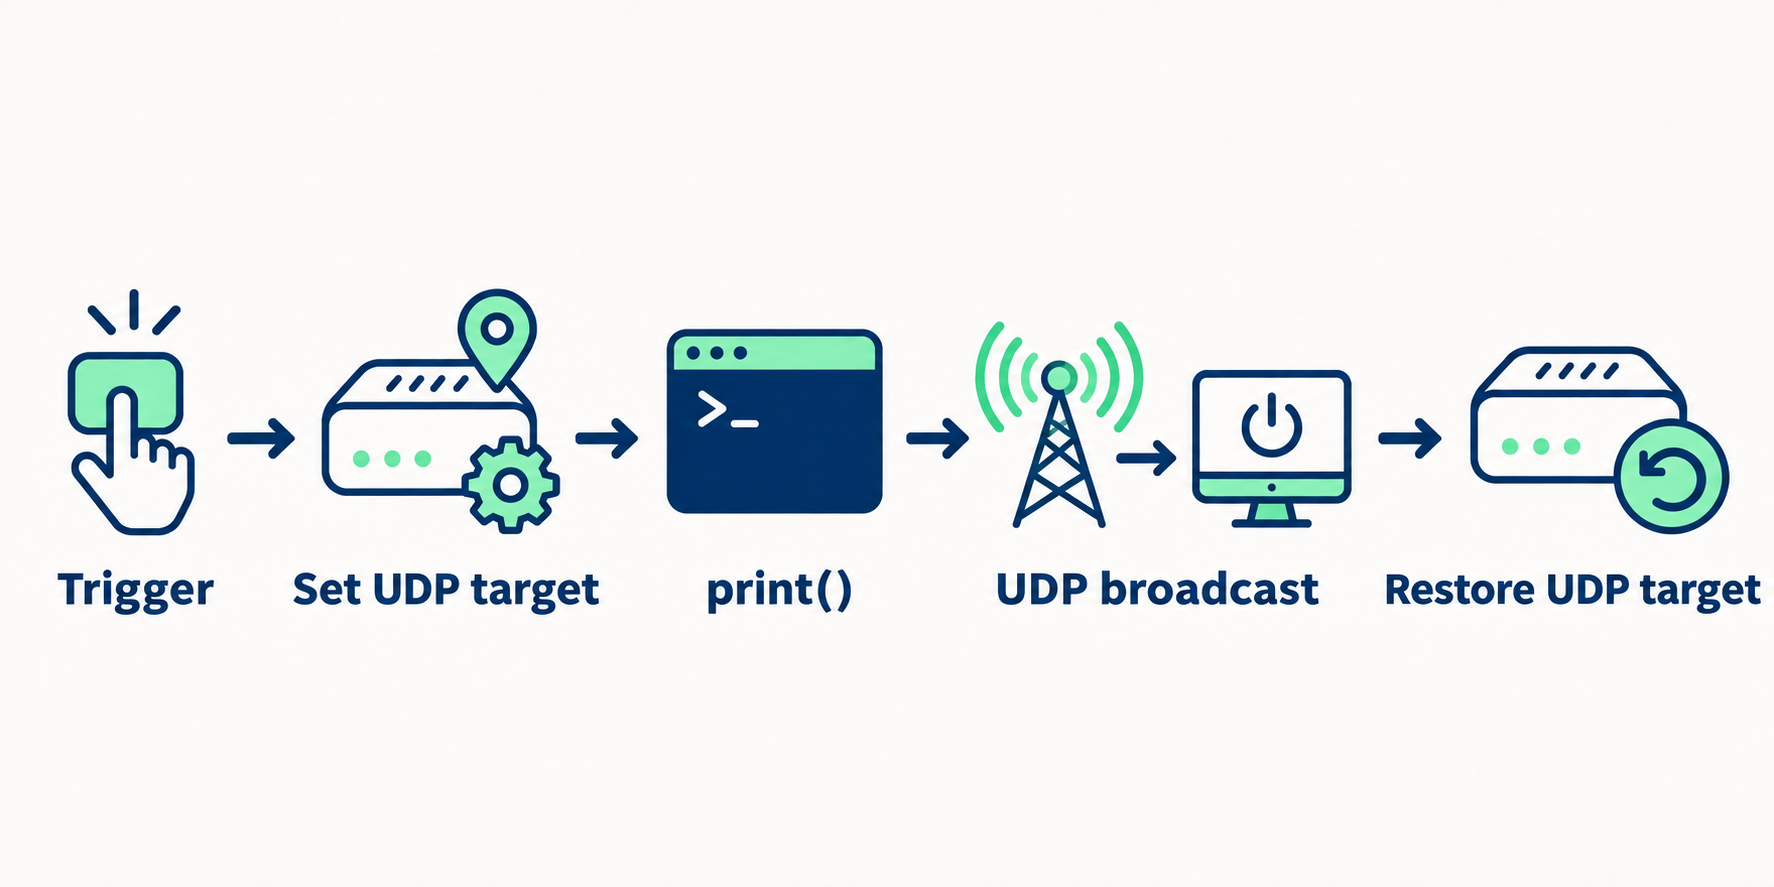 >_
Trigger
Set UDP target
print()
UDP broadcast
Restore UDP target